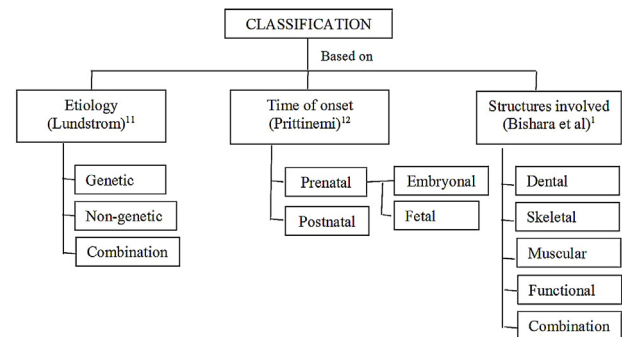 CLASSIFICATION
Based on
Etiology
(Lundstrom)11
Time of onset
(Prittinemi)12
Structures involved
(Bishara et al)1
Genetic
Non-genetic
Combination
Prenatal
Embryonal
Postnatal
Fetal
Dental
Skeletal
Muscular
Functional
Combination